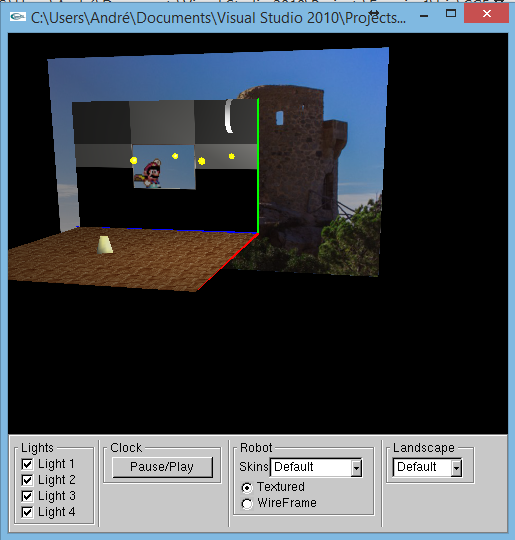 C:\Users\André\Documents\Visual Studio 2010\Projects...
Lights
Light 1
Light 2
Light 3
Light 4
Clock
Pause/Play
Robot
Skins Default
Textured
WireFrame
Landscape
Default